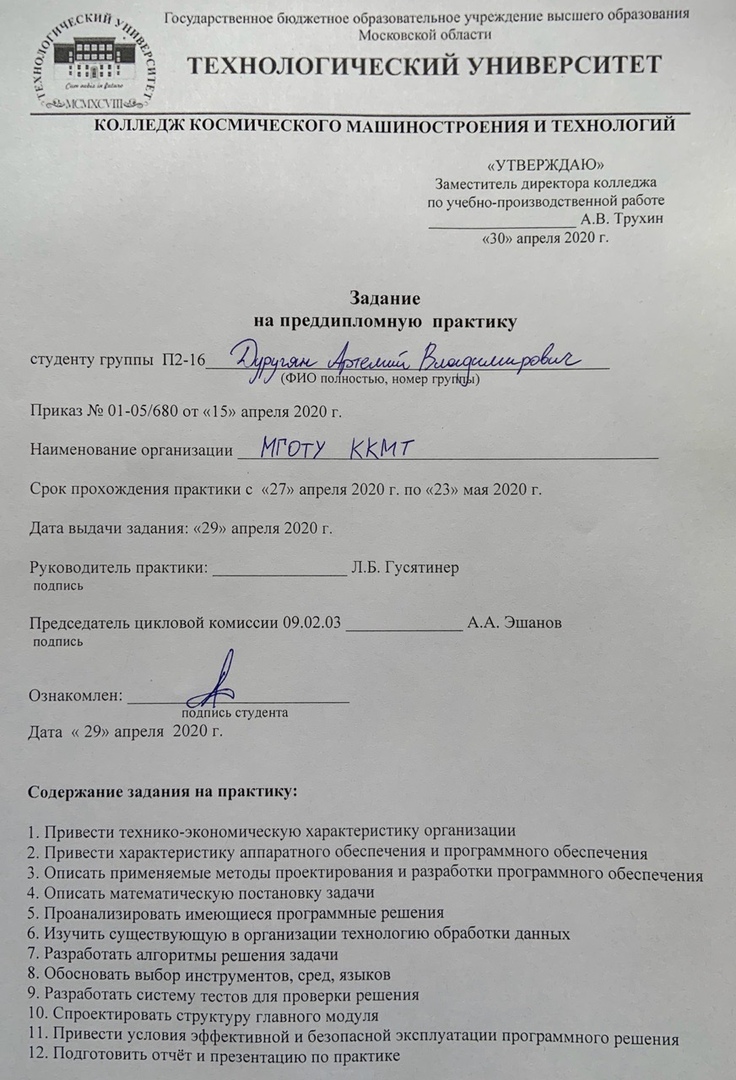 ТЕХНОЛОГИЧЕСКИЙ УНИВЕРСИТЕТ
Cum nobis in futuro
MCMXCVIII
Государственное бюджетное образовательное учреждение высшего образования
Московской области
ТЕХНОЛОГИЧЕСКИЙ УНИВЕРСИТЕТ
КОЛЛЕДЖ КОСМИЧЕСКОГО МАШИНОСТРОЕНИЯ И ТЕХНОЛОГИЙ
«УТВЕРЖДАЮ»
Заместитель директора колледжа
по учебно-производственной работе
__________________ А.В. Трухин
«30» апреля 2020 г.
Задание
на преддипломную практику
студенту группы П2-16 Дуругян Артемий Владимирович
(ФИО полностью, номер группы)
Приказ № 01-05/680 от «15» апреля 2020 г.
Наименование организации МГОТУ ККМТ
Срок прохождения практики с «27» апреля 2020 г. по «23» мая 2020 г.
Дата выдачи задания: «29» апреля 2020 г.
Руководитель практики: ________________ Л.Б. Гусятинер
подпись
Председатель цикловой комиссии 09.02.03 ______________ А.А. Эшанов
подпись
Ознакомлен: __________________________
подпись студента
Дата « 29» апреля 2020 г.
Содержание задания на практику:
1. Привести технико-экономическую характеристику организации
2. Привести характеристику аппаратного обеспечения и программного обеспечения
3. Описать применяемые методы проектирования и разработки программного обеспечения
4. Описать математическую постановку задачи
5. Проанализировать имеющиеся программные решения
6. Изучить существующую в организации технологию обработки данных
7. Разработать алгоритмы решения задачи
8. Обосновать выбор инструментов, сред, языков
9. Разработать систему тестов для проверки решения
10. Спроектировать структуру главного модуля
11. Привести условия эффективной и безопасной эксплуатации программного решения
12. Подготовить отчёт и презентацию по практике